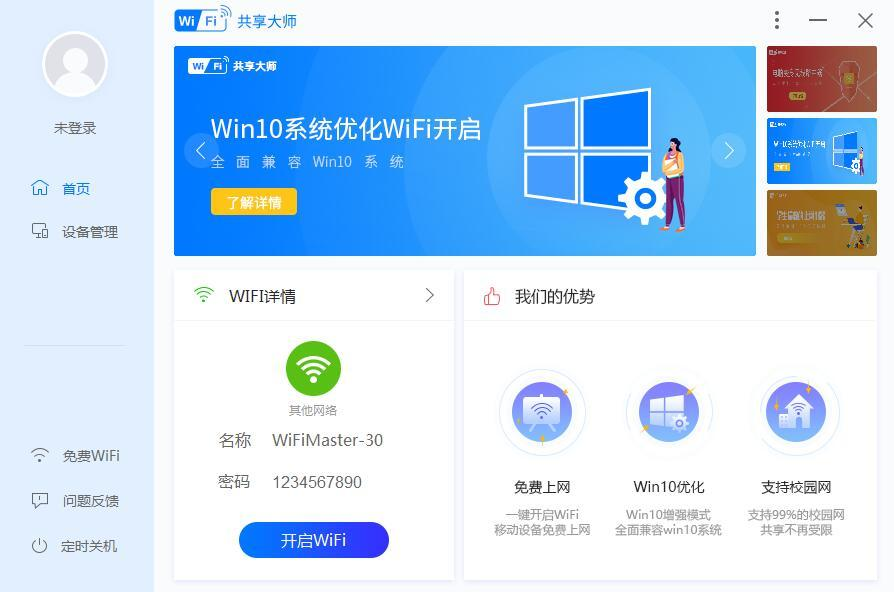 WiFi 共享大师
未登录
首页
设备管理
免费WiFi
问题反馈
定时关机
WiFi 共享大师
Win10系统优化WiFi开启
全面兼容Win10系统
了解详情
WIFI详情
其他网络
名称 WiFiMaster-30
密码 1234567890
开启WiFi
我们的优势
免费上网
一键开启WiFi
移动设备免费上网
Win10优化
Win10增强模式
全面兼容win10系统
支持校园网
支持99%的校园网
共享不再受限